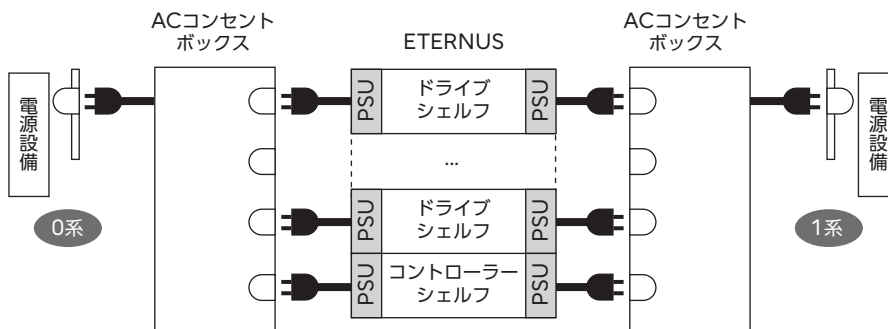 ACコンセント
ボックス
ETERNUS
ACコンセント
ボックス
電源設備
PSU
ドライブ
シェルフ
PSU
電源設備
...
0系
PSU
ドライブ
シェルフ
PSU
1系
PSU
コントローラー
シェルフ
PSU